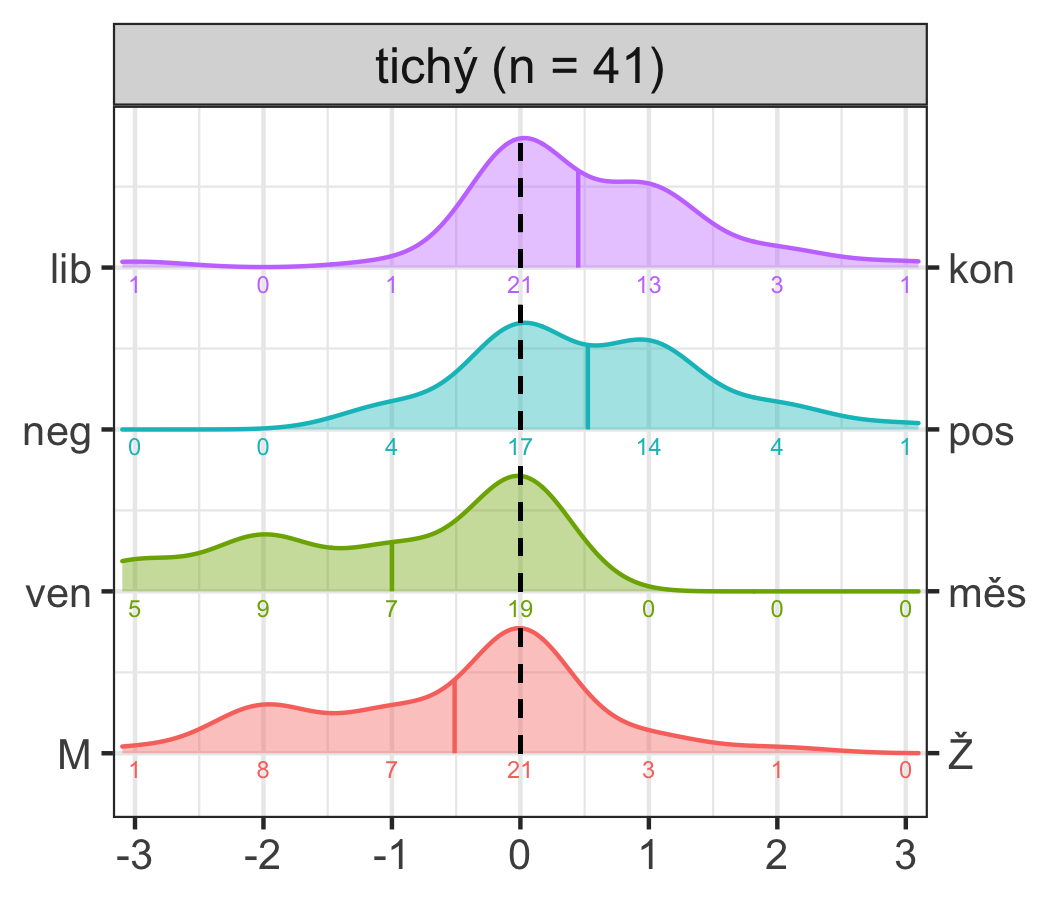 tichý (n = 41)
lib kon
1 0 1 21 13 3 1
neg pos
0 0 4 17 14 4 1
ven měs
5 9 7 19 0 0 0
M Ž
1 8 7 21 3 1 0
-3 -2 -1 0 1 2 3